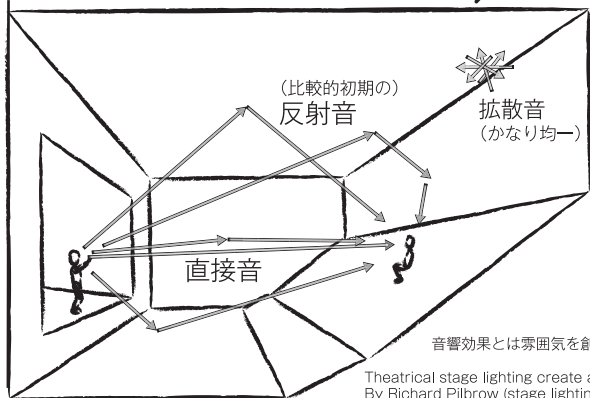 （比較的初期の）
反射音
拡散音
（かなり均一）
直接音
音響効果とは雰囲気を創
Theatrical stage lighting create a
By Richard Pilbrow (stage lighting